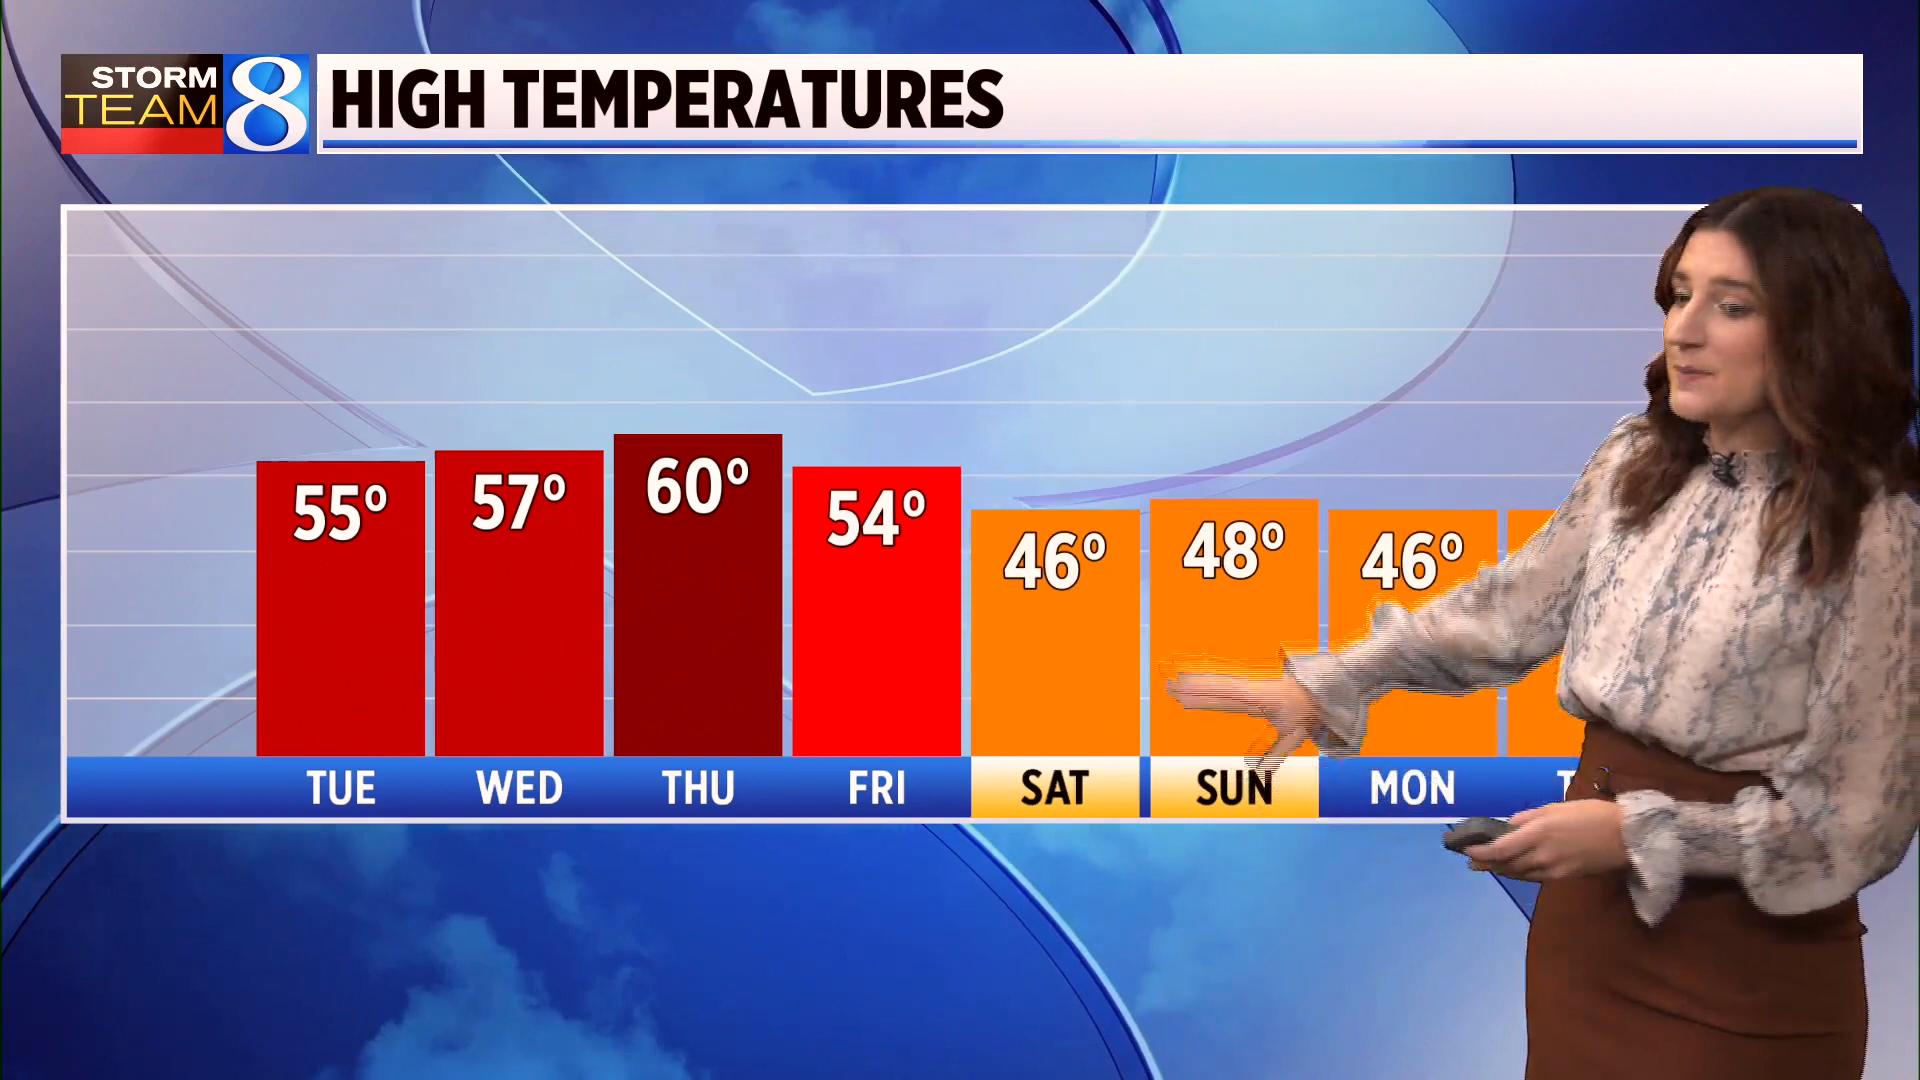 STORM
TEAM 8
HIGH TEMPERATURES
55° 57° 60° 54° 46° 48° 46°
TUE WED THU FRI SAT SUN MON